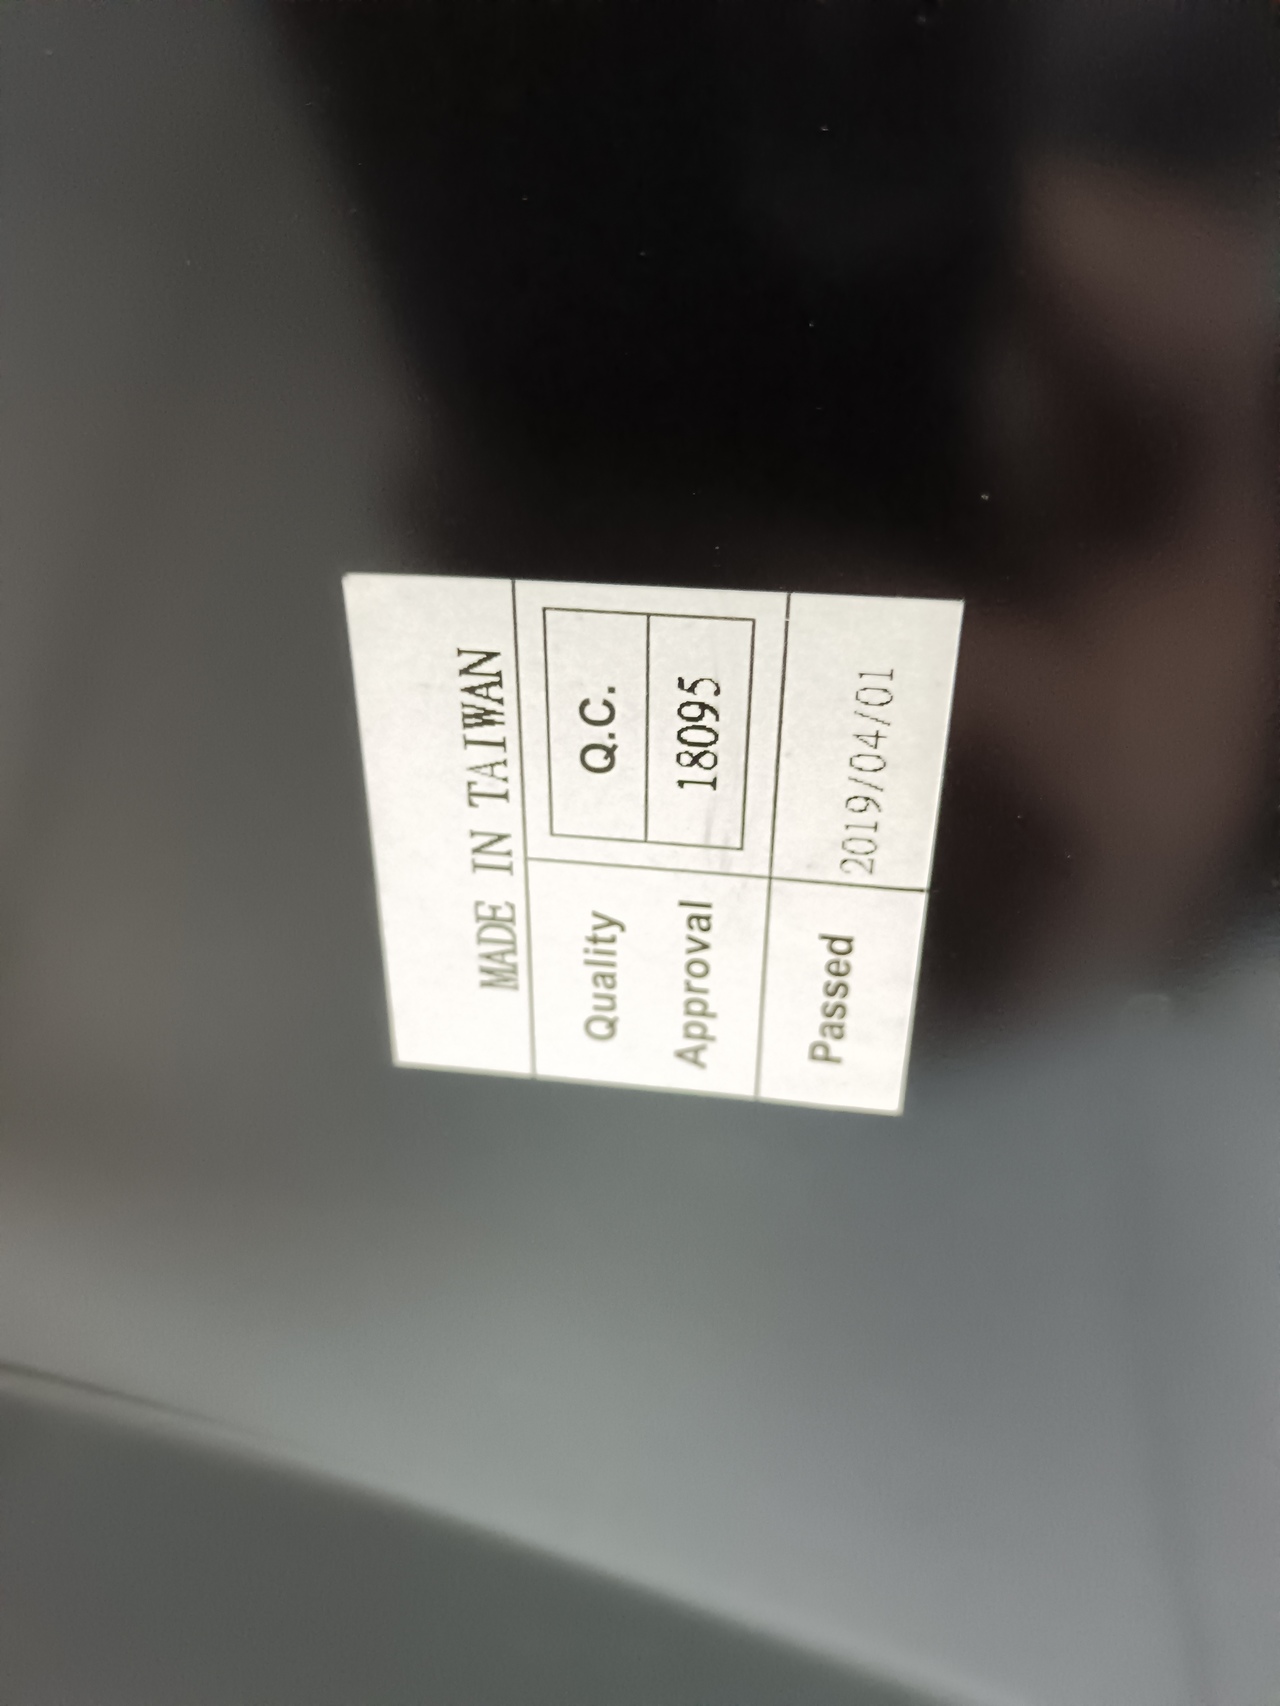 MADE IN TAIWAN
Quality Q.C.
Approval 18095
Passed 2019/04/01